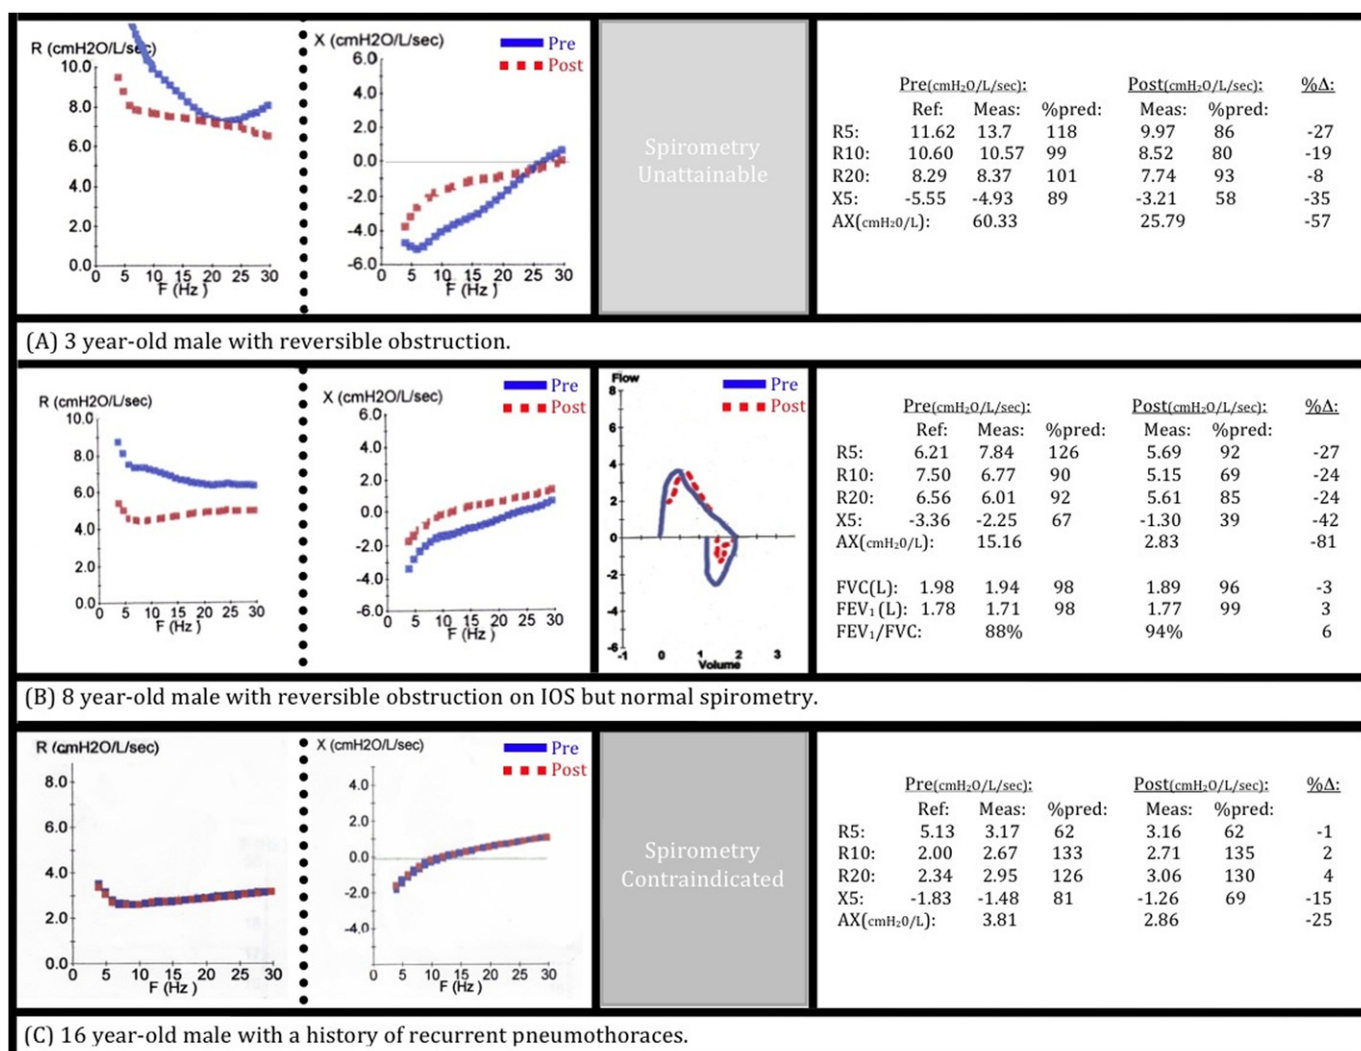 R (cmH2O/L/sec)
10.0
8.0
6.0
4.0
2.0
0.0
0 5 10 15 20 25 30
F (Hz )
X (cmH2O/L/sec)
Pre
Post
6.0
4.0
2.0
0.0
-2.0
-4.0
-6.0
0 5 10 15 20 25 30
F (Hz )
Spirometry
Unattainable
Pre(cmH₂0/L/sec): Post(cmH₂0/L/sec): %Δ:
Ref: Meas: %pred: Meas: %pred:
R5: 11.62 13.7 118 9.97 86 -27
R10: 10.60 10.57 99 8.52 80 -19
R20: 8.29 8.37 101 7.74 93 -8
X5: -5.55 -4.93 89 -3.21 58 -35
AX(cmH₂0/L): 60.33 25.79 -57
(A) 3 year-old male with reversible obstruction.
R (cmH2O/L/sec)
10.0
8.0
6.0
4.0
2.0
0.0
0 5 10 15 20 25 30
F (Hz)
X (cmH2O/L/sec)
Pre
Post
6.0
4.0
2.0
0.0
-2.0
-4.0
-6.0
0 5 10 15 20 25 30
F (Hz)
Flow
Pre
Post
8
6
4
2
0
-2
-4
-6
-1 0 1 2 3
Volume
Pre(cmH₂0/L/sec): Post(cmH₂0/L/sec): %Δ:
Ref: Meas: %pred: Meas: %pred:
R5: 6.21 7.84 126 5.69 92 -27
R10: 7.50 6.77 90 5.15 69 -24
R20: 6.56 6.01 92 5.61 85 -24
X5: -3.36 -2.25 67 -1.30 39 -42
AX(cmH₂0/L): 15.16 2.83 -81
FVC(L): 1.98 1.94 98 1.89 96 -3
FEV₁ (L): 1.78 1.71 98 1.77 99 3
FEV₁/FVC: 88% 94% 6
(B) 8 year-old male with reversible obstruction on IOS but normal spirometry.
R (cmH2O/L/sec)
8.0
6.0
4.0
2.0
0.0
0 5 10 15 20 25 30
F (Hz )
X (cmH2O/L/sec)
Pre
Post
4.0
2.0
0.0
-2.0
-4.0
0 5 10 15 20 25 30
F (Hz )
Spirometry
Contraindicated
Pre(cmH₂0/L/sec): Post(cmH₂0/L/sec): %Δ:
Ref: Meas: %pred: Meas: %pred:
R5: 5.13 3.17 62 3.16 62 -1
R10: 2.00 2.67 133 2.71 135 2
R20: 2.34 2.95 126 3.06 130 4
X5: -1.83 -1.48 81 -1.26 69 -15
AX(cmH₂0/L): 3.81 2.86 -25
(C) 16 year-old male with a history of recurrent pneumothoraces.